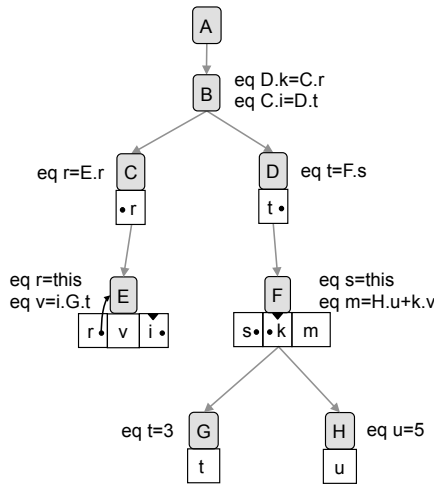 A
B
eq D.k=C.r
eq C.i=D.t
eq r=E.r
C
D
eq t=F.s
r
t
eq r=this
eq v=i.G.t
E
F
eq s=this
eq m=H.u+k.v
r v i
s k m
eq t=3
G
H
eq u=5
t
u